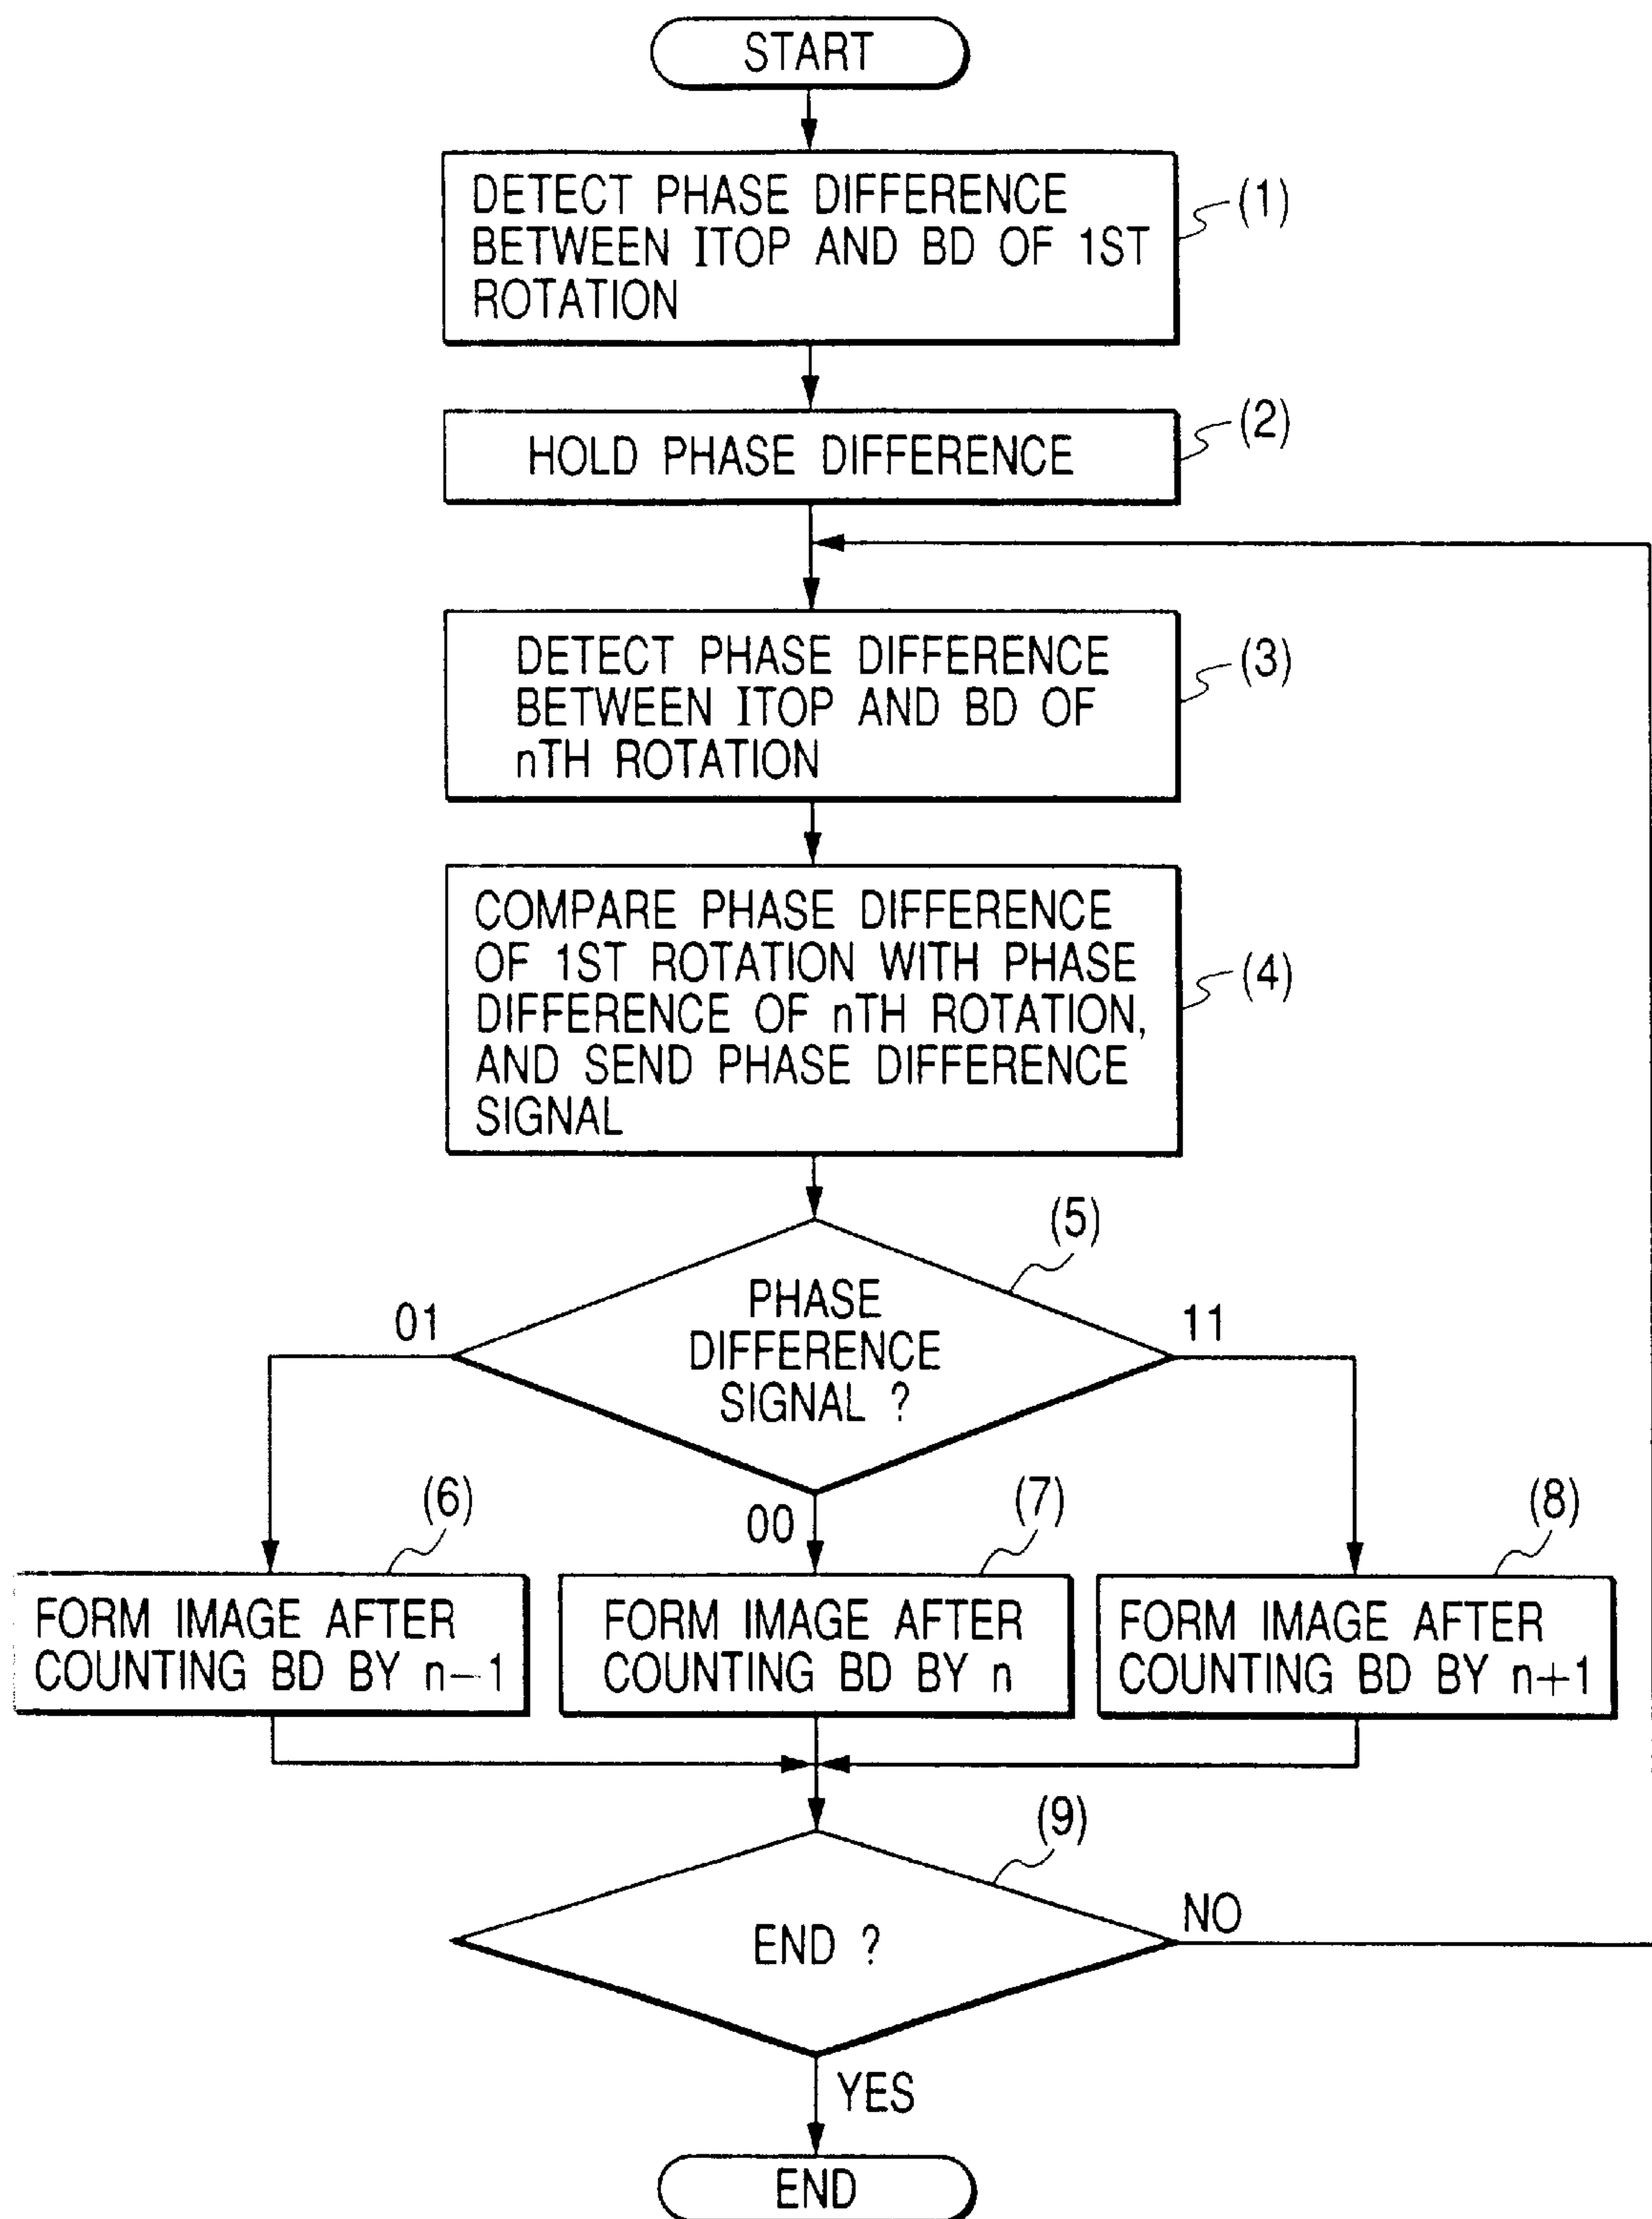 START
DETECT PHASE DIFFERENCE
BETWEEN ITOP AND BD OF 1ST
ROTATION
(1)
HOLD PHASE DIFFERENCE
(2)
DETECT PHASE DIFFERENCE
BETWEEN ITOP AND BD OF
nTH ROTATION
(3)
COMPARE PHASE DIFFERENCE
OF 1ST ROTATION WITH PHASE
DIFFERENCE OF nTH ROTATION,
AND SEND PHASE DIFFERENCE
SIGNAL
(4)
(5)
PHASE
DIFFERENCE
SIGNAL ?
01
11
00
(6)
FORM IMAGE AFTER
COUNTING BD BY n-1
(7)
FORM IMAGE AFTER
COUNTING BD BY n
(8)
FORM IMAGE AFTER
COUNTING BD BY n+1
(9)
END ?
NO
YES
END